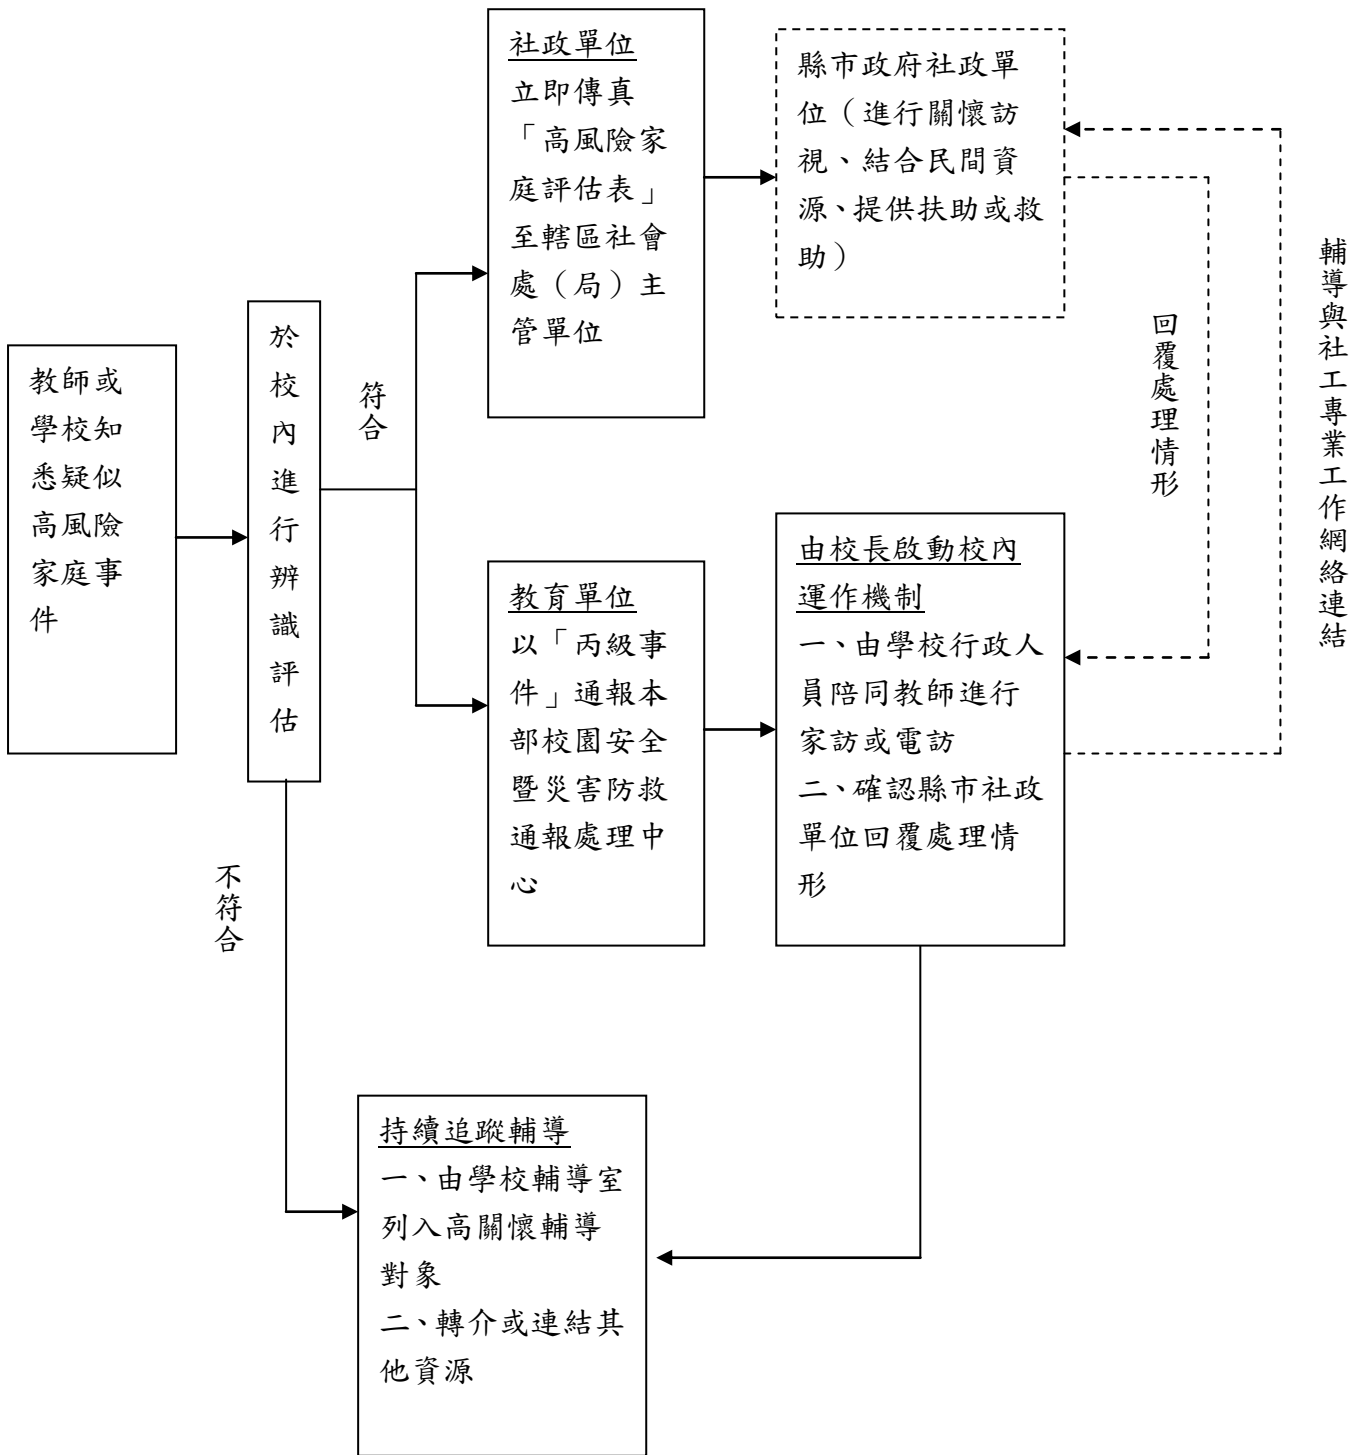 教師或
學校知
悉疑似
高風險
家庭事
件
於校內進行辨識評估
符合
不符合
社政單位
立即傳真
「高風險家
庭評估表」
至轄區社會
處（局）主
管單位
縣市政府社政單
位（進行關懷訪
視、結合民間資
源、提供扶助或救
助）
教育單位
以「丙級事
件」通報本
部校園安全
暨災害防救
通報處理中
心
由校長啟動校內
運作機制
一、由學校行政人
員陪同教師進行
家訪或電訪
二、確認縣市社政
單位回覆處理情
形
回覆處理情形
輔導與社工專業工作網絡連結
持續追蹤輔導
一、由學校輔導室
列入高關懷輔導
對象
二、轉介或連結其
他資源